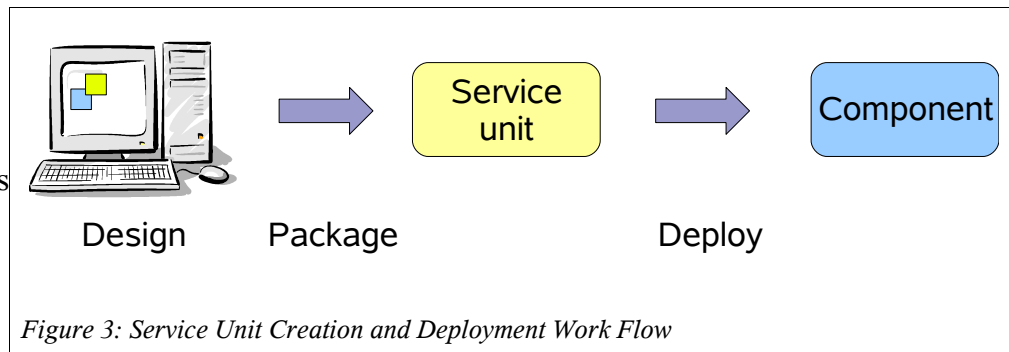 Service
unit
Component
s
Design Package Deploy
Figure 3: Service Unit Creation and Deployment Work Flow